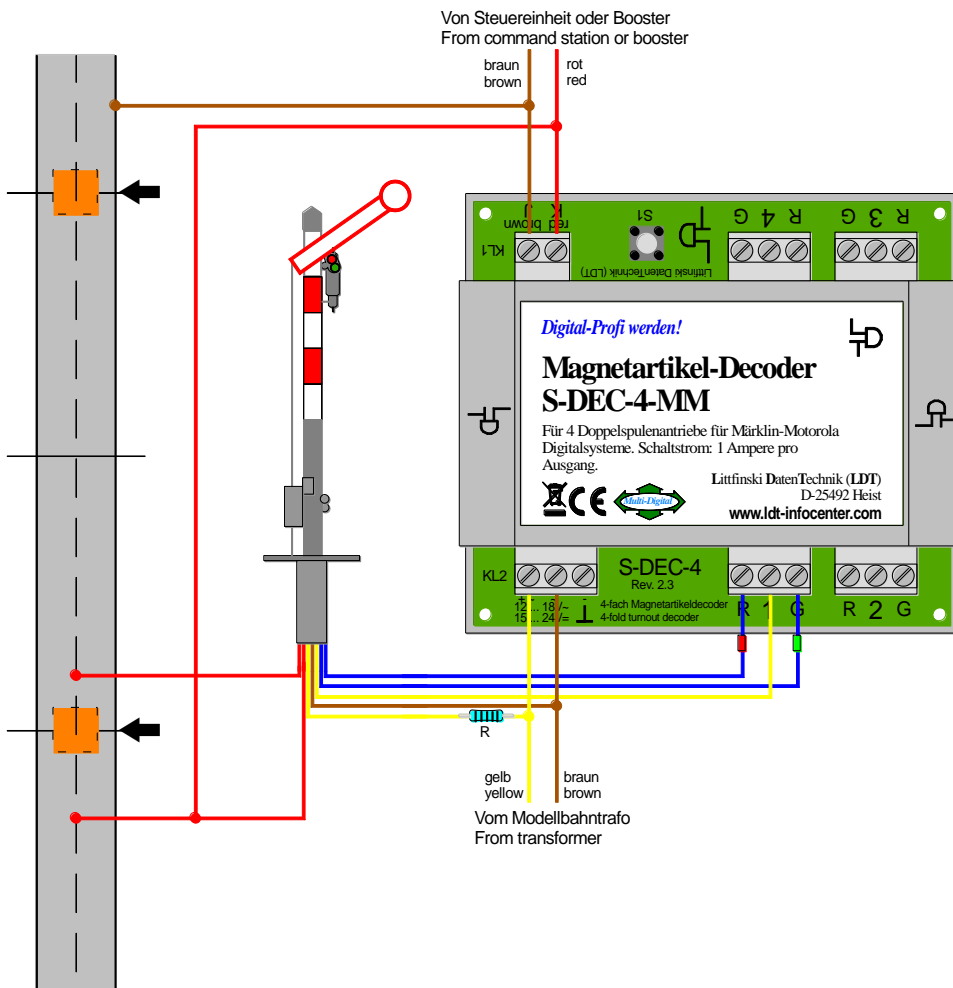 Von Steuereinheit oder Booster
From command station or booster
braun
brown
rot
red
J K
brown red
KL1
S1
Littfinski DatenTechnik (LDT)
G 4 R
G 3 R
Digital-Profi werden!
Magnetartikel-Decoder
S-DEC-4-MM
Für 4 Doppelspulenantriebe für Märklin-Motorola
Digitalsysteme. Schaltstrom: 1 Ampere pro
Ausgang.
Littfinski DatenTechnik (LDT)
D-25492 Heist
www.ldt-infocenter.com
CE
Multi-Digital
KL2
S-DEC-4
Rev. 2.3
12... 18V~
15... 24V=
4-fach Magnetartikeldecoder
4-fold turnout decoder
R 1 G
R 2 G
R
gelb
yellow
braun
brown
Vom Modellbahntrafo
From transformer